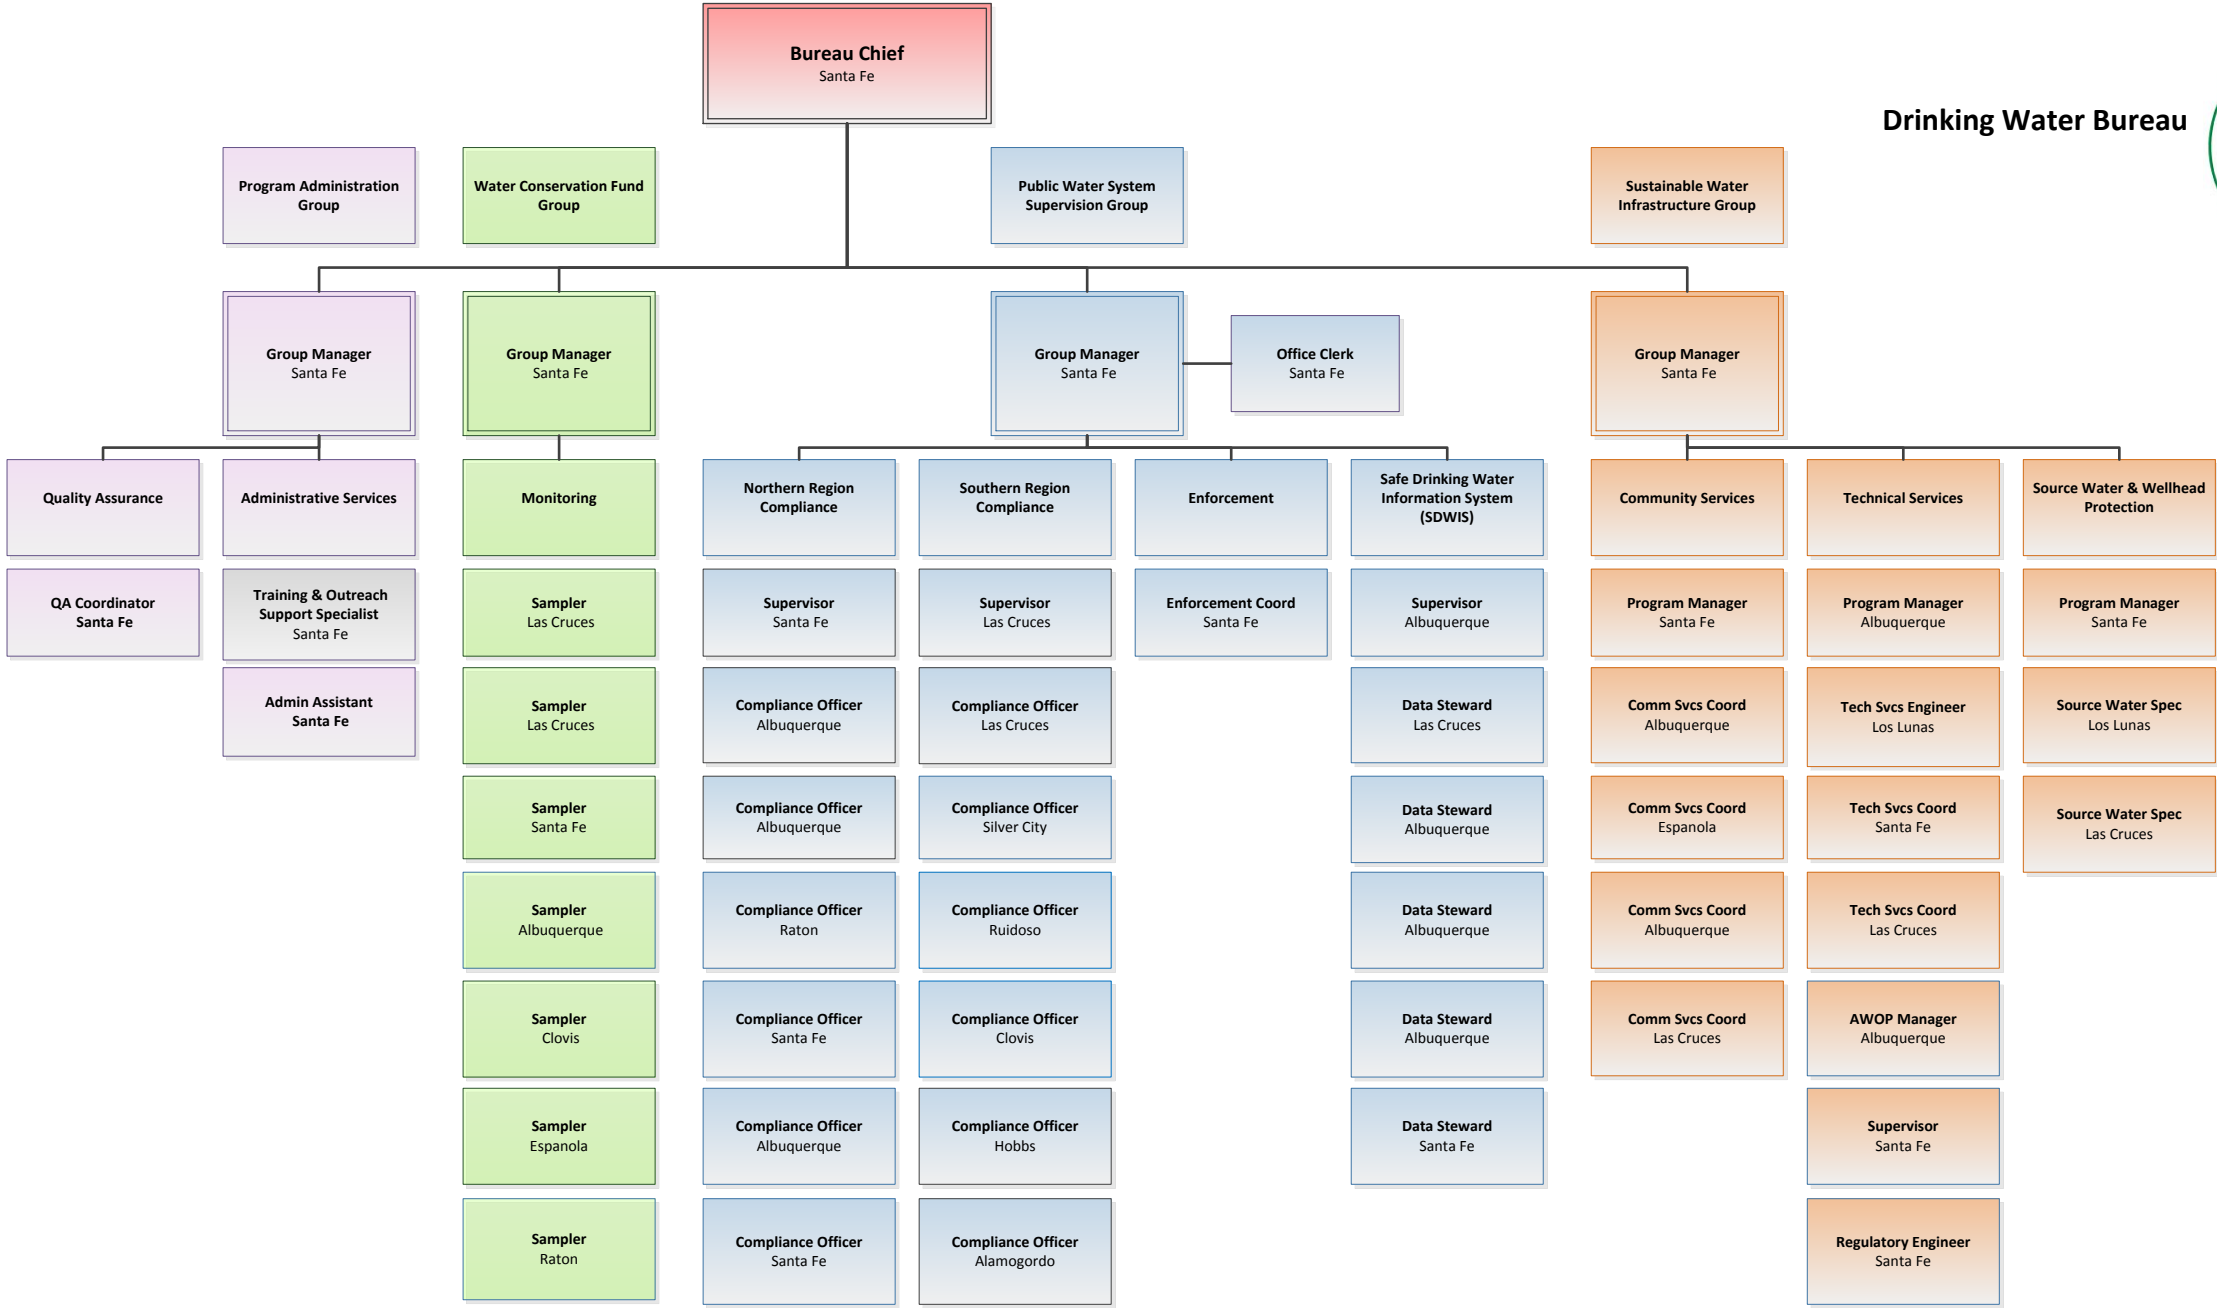 Bureau Chief
Santa Fe
Drinking Water Bureau
Program Administration
Group
Water Conservation Fund
Group
Public Water System
Supervision Group
Sustainable Water
Infrastructure Group
Group Manager
Santa Fe
Group Manager
Santa Fe
Group Manager
Santa Fe
Office Clerk
Santa Fe
Group Manager
Santa Fe
Quality Assurance
QA Coordinator
Santa Fe
Administrative Services
Training & Outreach
Support Specialist
Santa Fe
Admin Assistant
Santa Fe
Monitoring
Sampler
Las Cruces
Sampler
Las Cruces
Sampler
Santa Fe
Sampler
Albuquerque
Sampler
Clovis
Sampler
Espanola
Sampler
Raton
Northern Region
Compliance
Supervisor
Santa Fe
Compliance Officer
Albuquerque
Compliance Officer
Albuquerque
Compliance Officer
Raton
Compliance Officer
Santa Fe
Compliance Officer
Albuquerque
Compliance Officer
Santa Fe
Southern Region
Compliance
Supervisor
Las Cruces
Compliance Officer
Las Cruces
Compliance Officer
Silver City
Compliance Officer
Ruidoso
Compliance Officer
Clovis
Compliance Officer
Hobbs
Compliance Officer
Alamogordo
Enforcement
Enforcement Coord
Santa Fe
Safe Drinking Water
Information System
(SDWIS)
Supervisor
Albuquerque
Data Steward
Las Cruces
Data Steward
Albuquerque
Data Steward
Albuquerque
Data Steward
Albuquerque
Data Steward
Santa Fe
Community Services
Program Manager
Santa Fe
Comm Svcs Coord
Albuquerque
Comm Svcs Coord
Espanola
Comm Svcs Coord
Albuquerque
Comm Svcs Coord
Las Cruces
Technical Services
Program Manager
Albuquerque
Tech Svcs Engineer
Los Lunas
Tech Svcs Coord
Santa Fe
Tech Svcs Coord
Las Cruces
AWOP Manager
Albuquerque
Supervisor
Santa Fe
Regulatory Engineer
Santa Fe
Source Water & Wellhead
Protection
Program Manager
Santa Fe
Source Water Spec
Los Lunas
Source Water Spec
Las Cruces